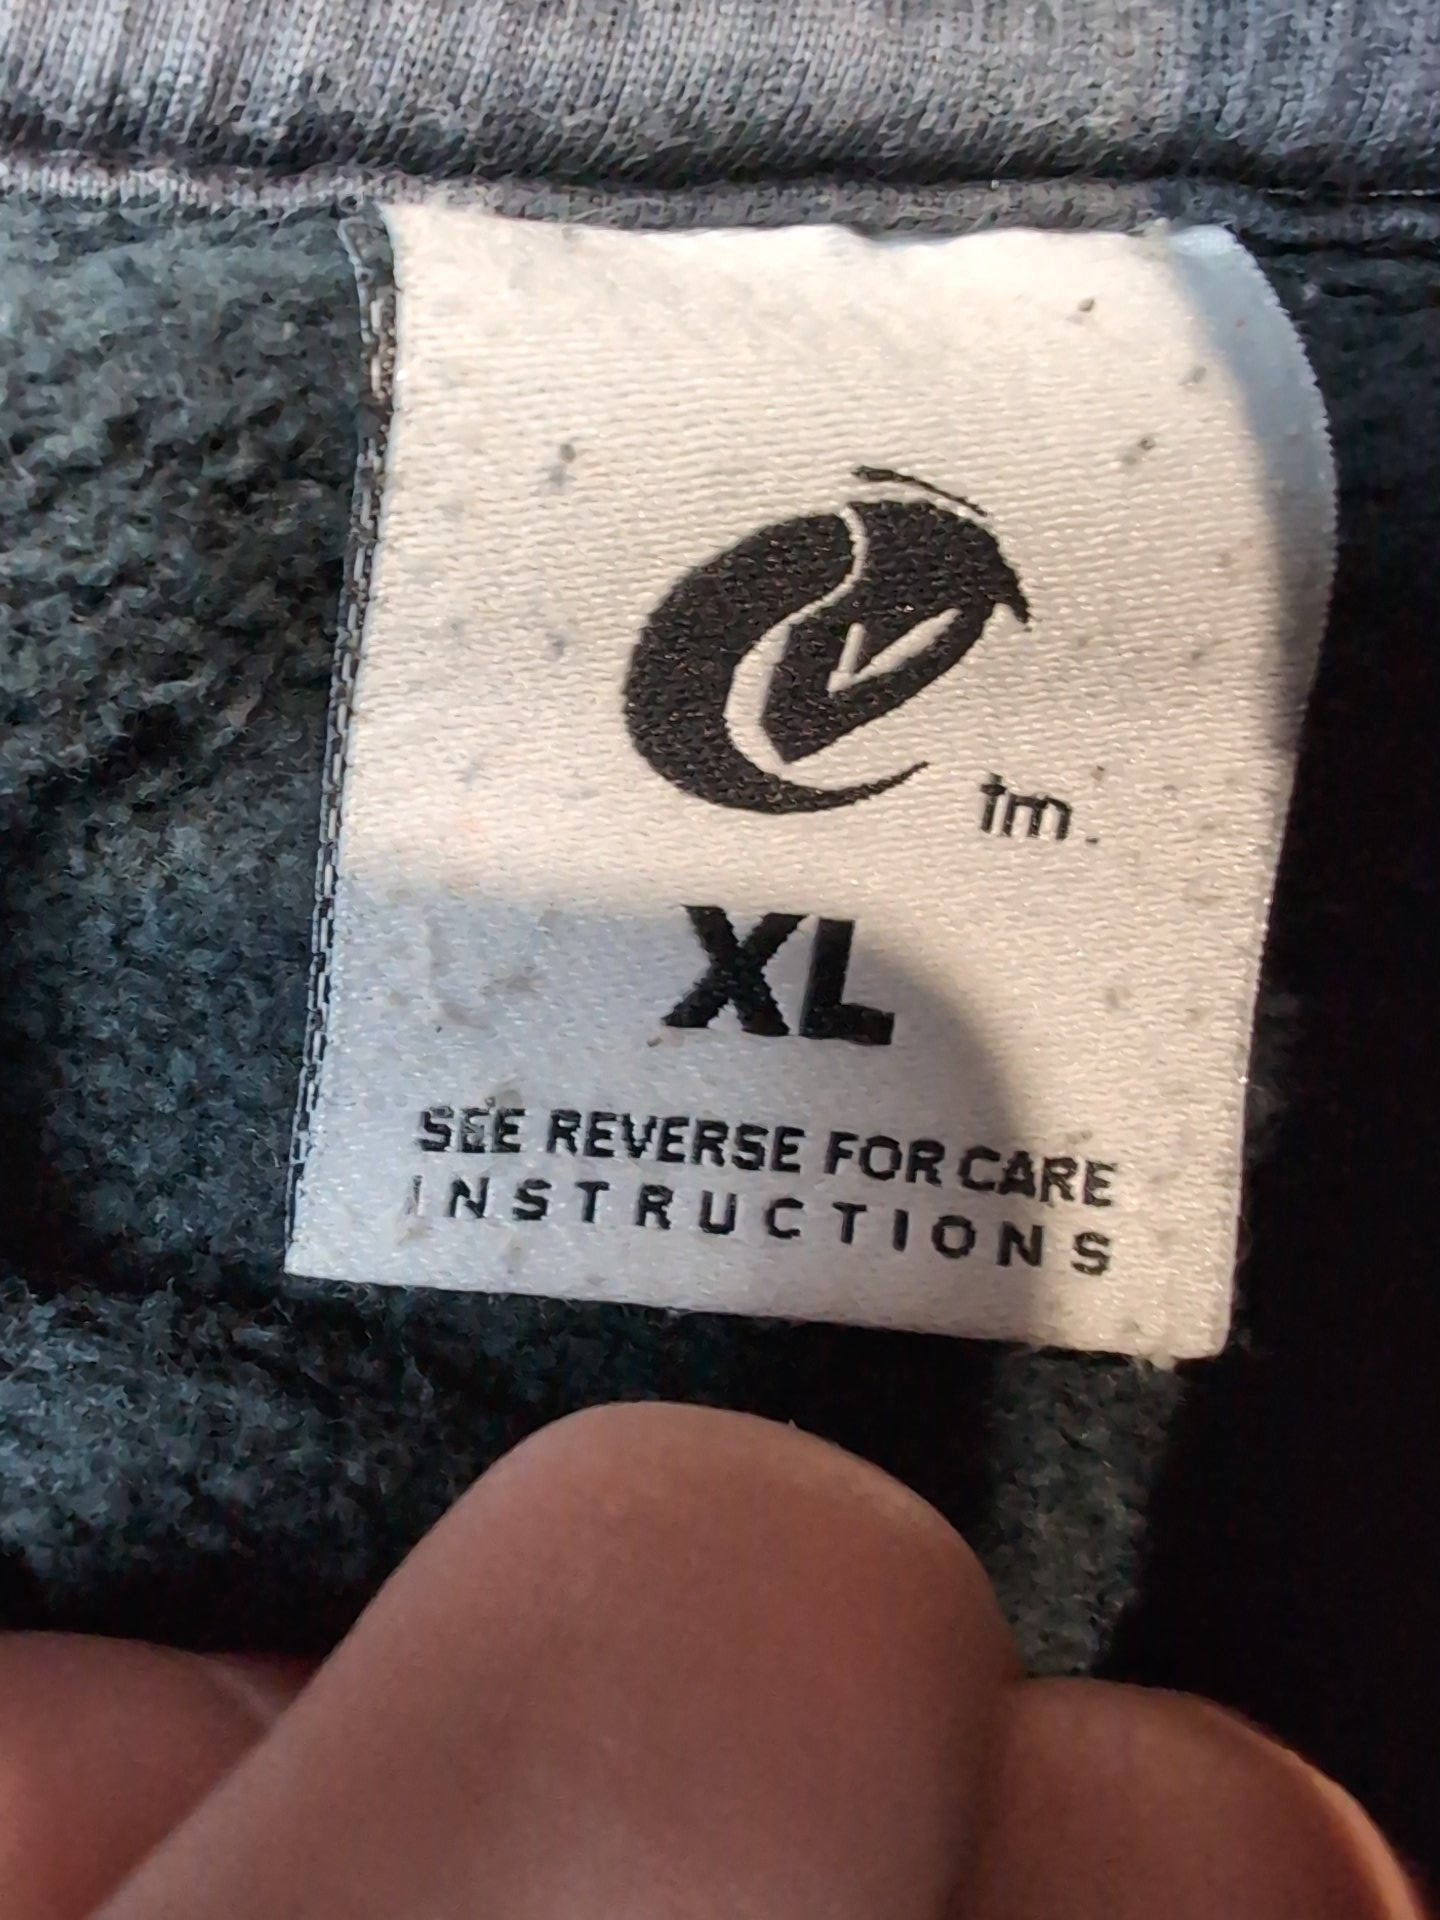 V
tm.
XL
SEE REVERSE FOR CARE
INSTRUCTIONS